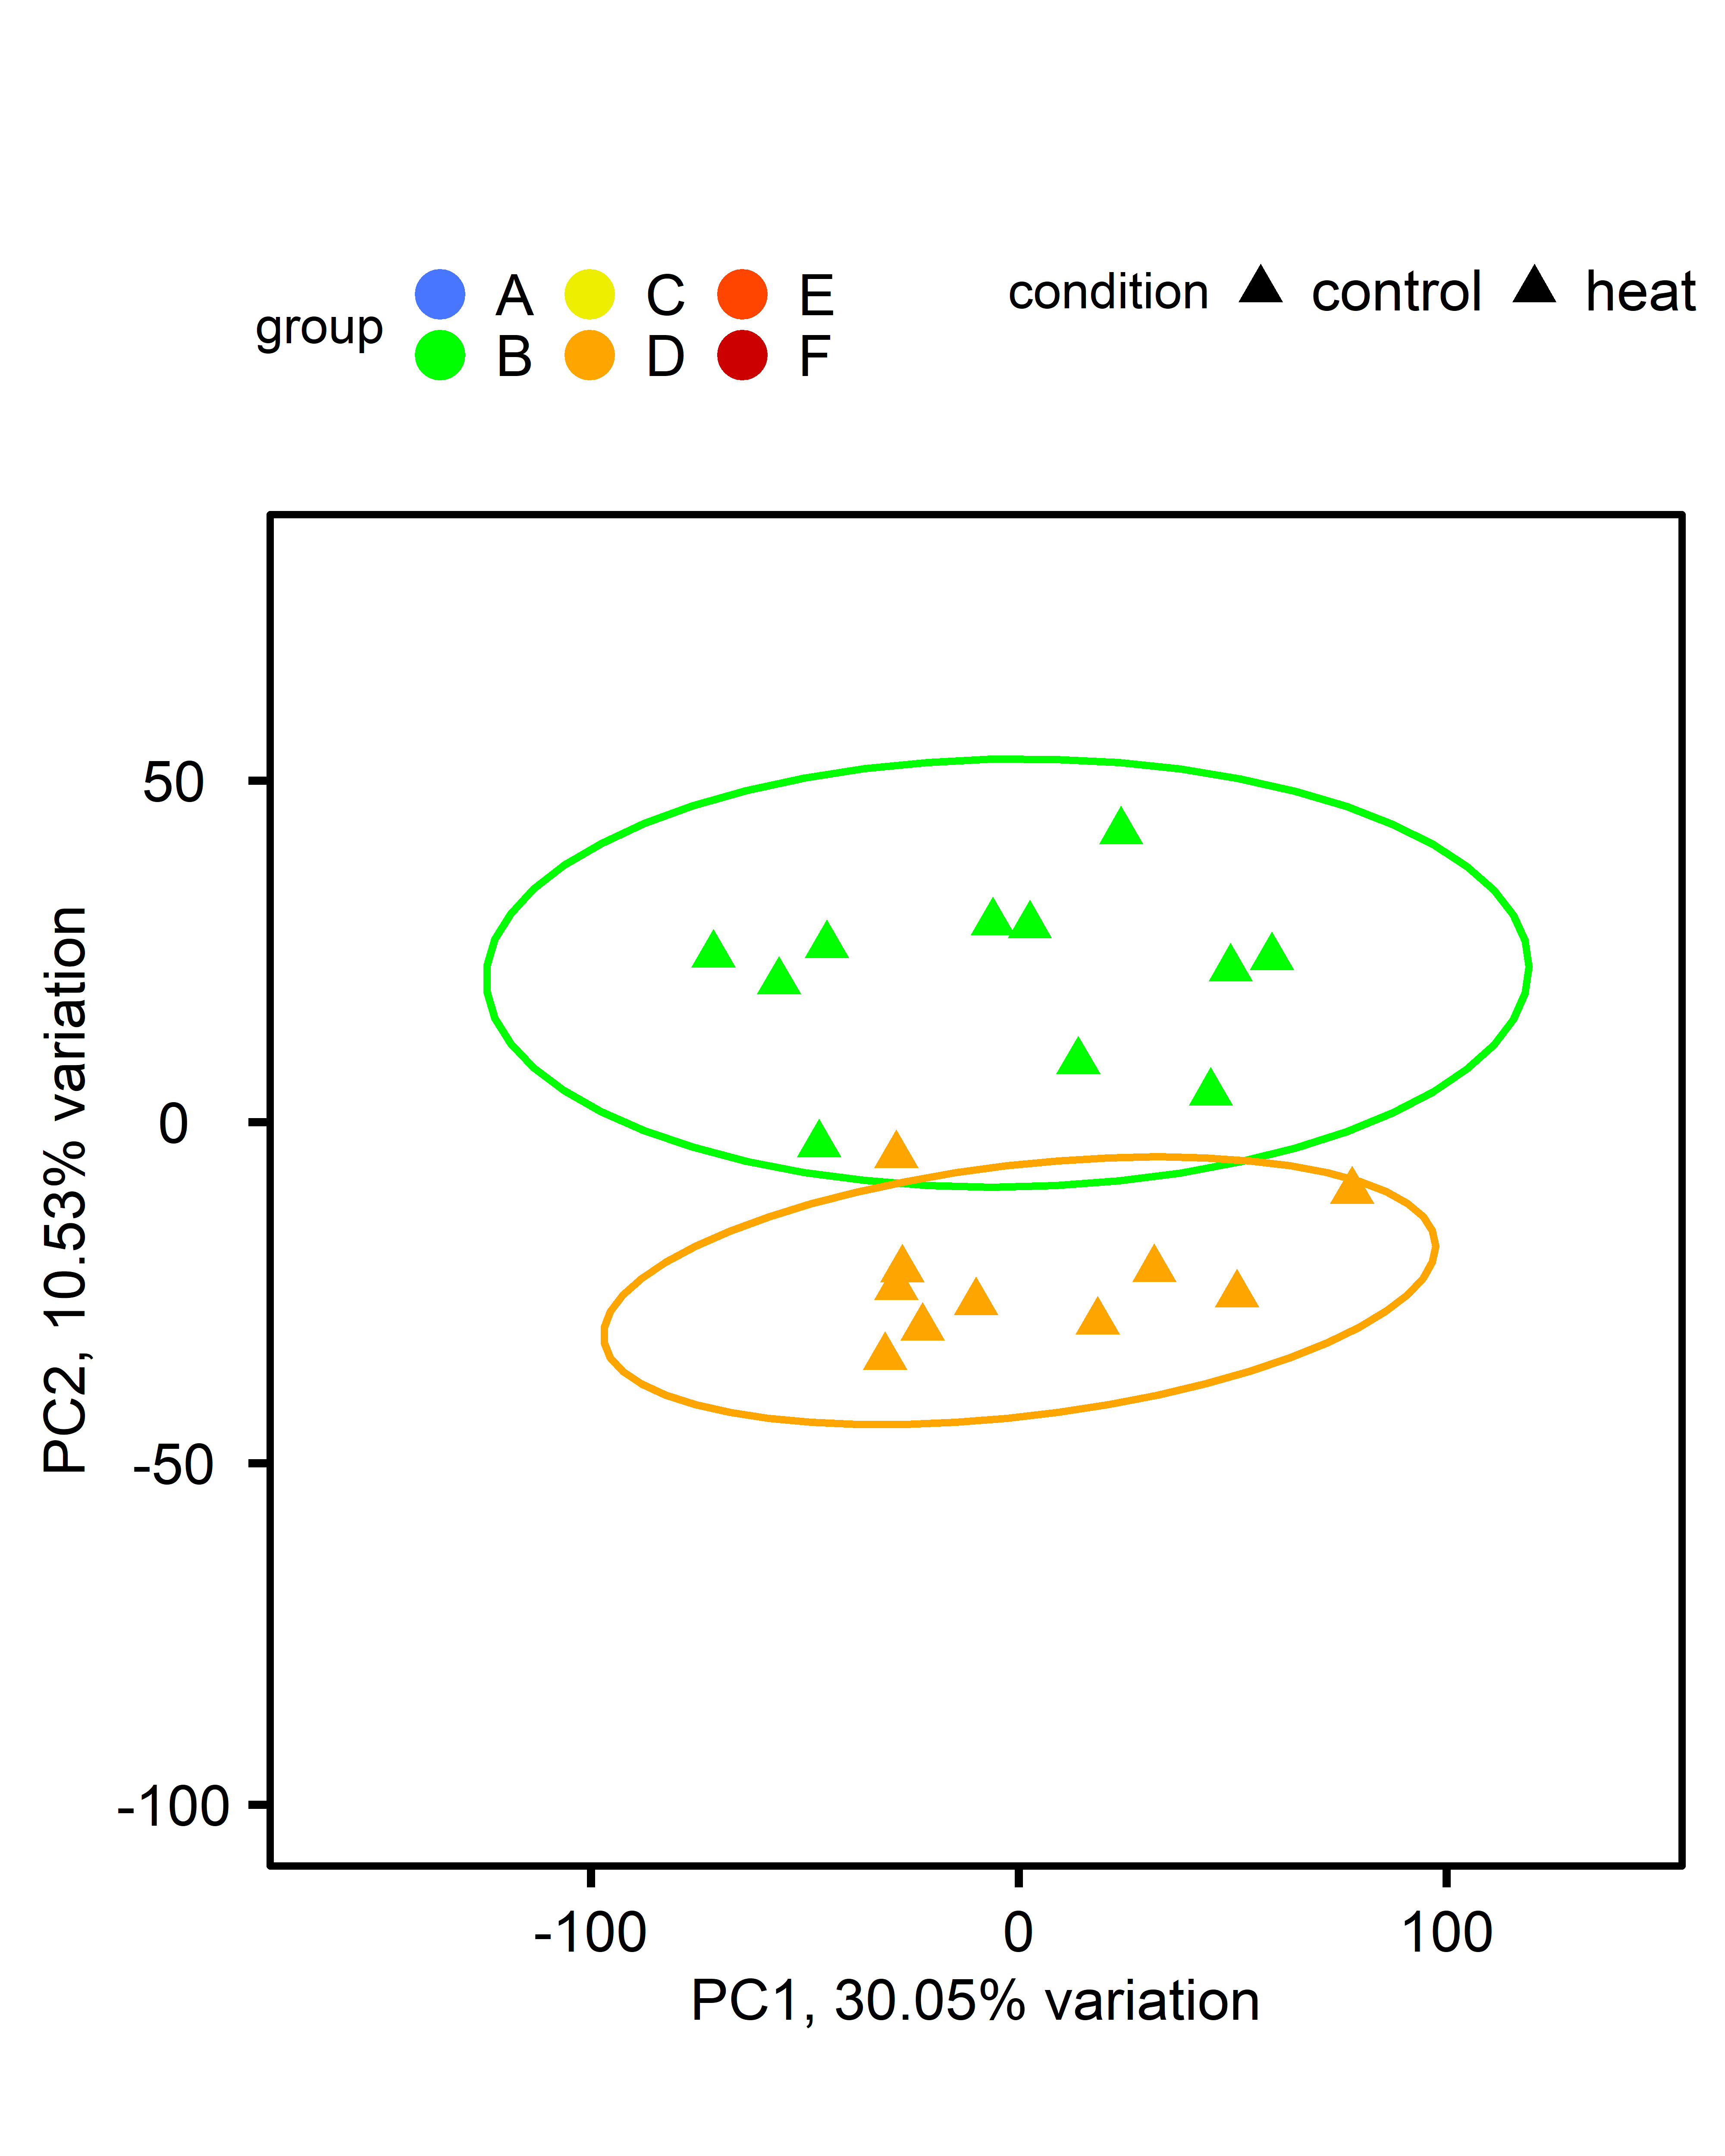 group A C E
B D F
condition control heat
50
0
-50
-100
PC2, 10.53% variation
-100 0 100
PC1, 30.05% variation